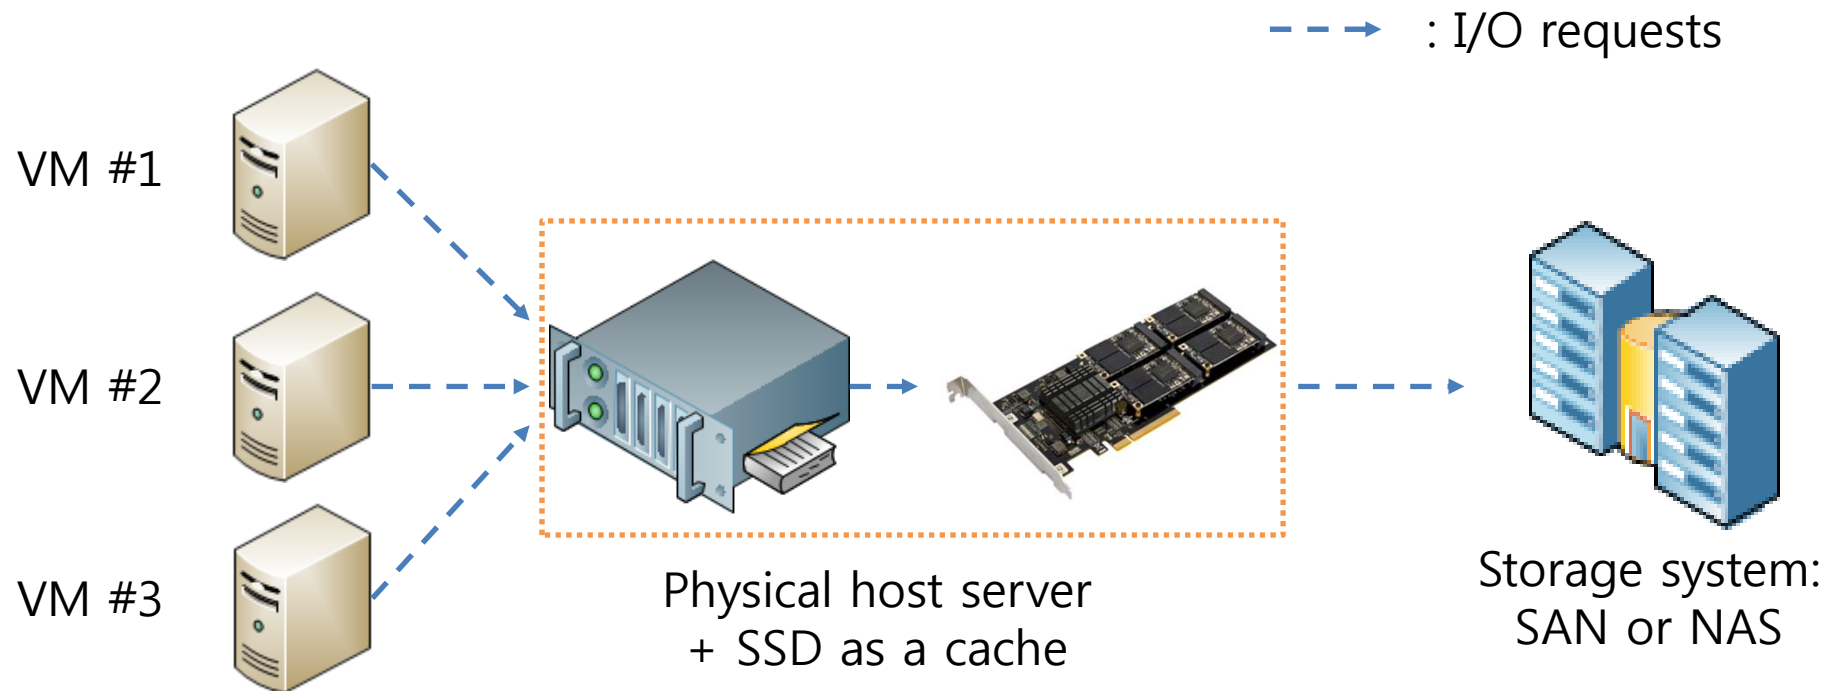 : I/O requests
VM #1
VM #2
VM #3
Physical host server
+ SSD as a cache
Storage system:
SAN or NAS